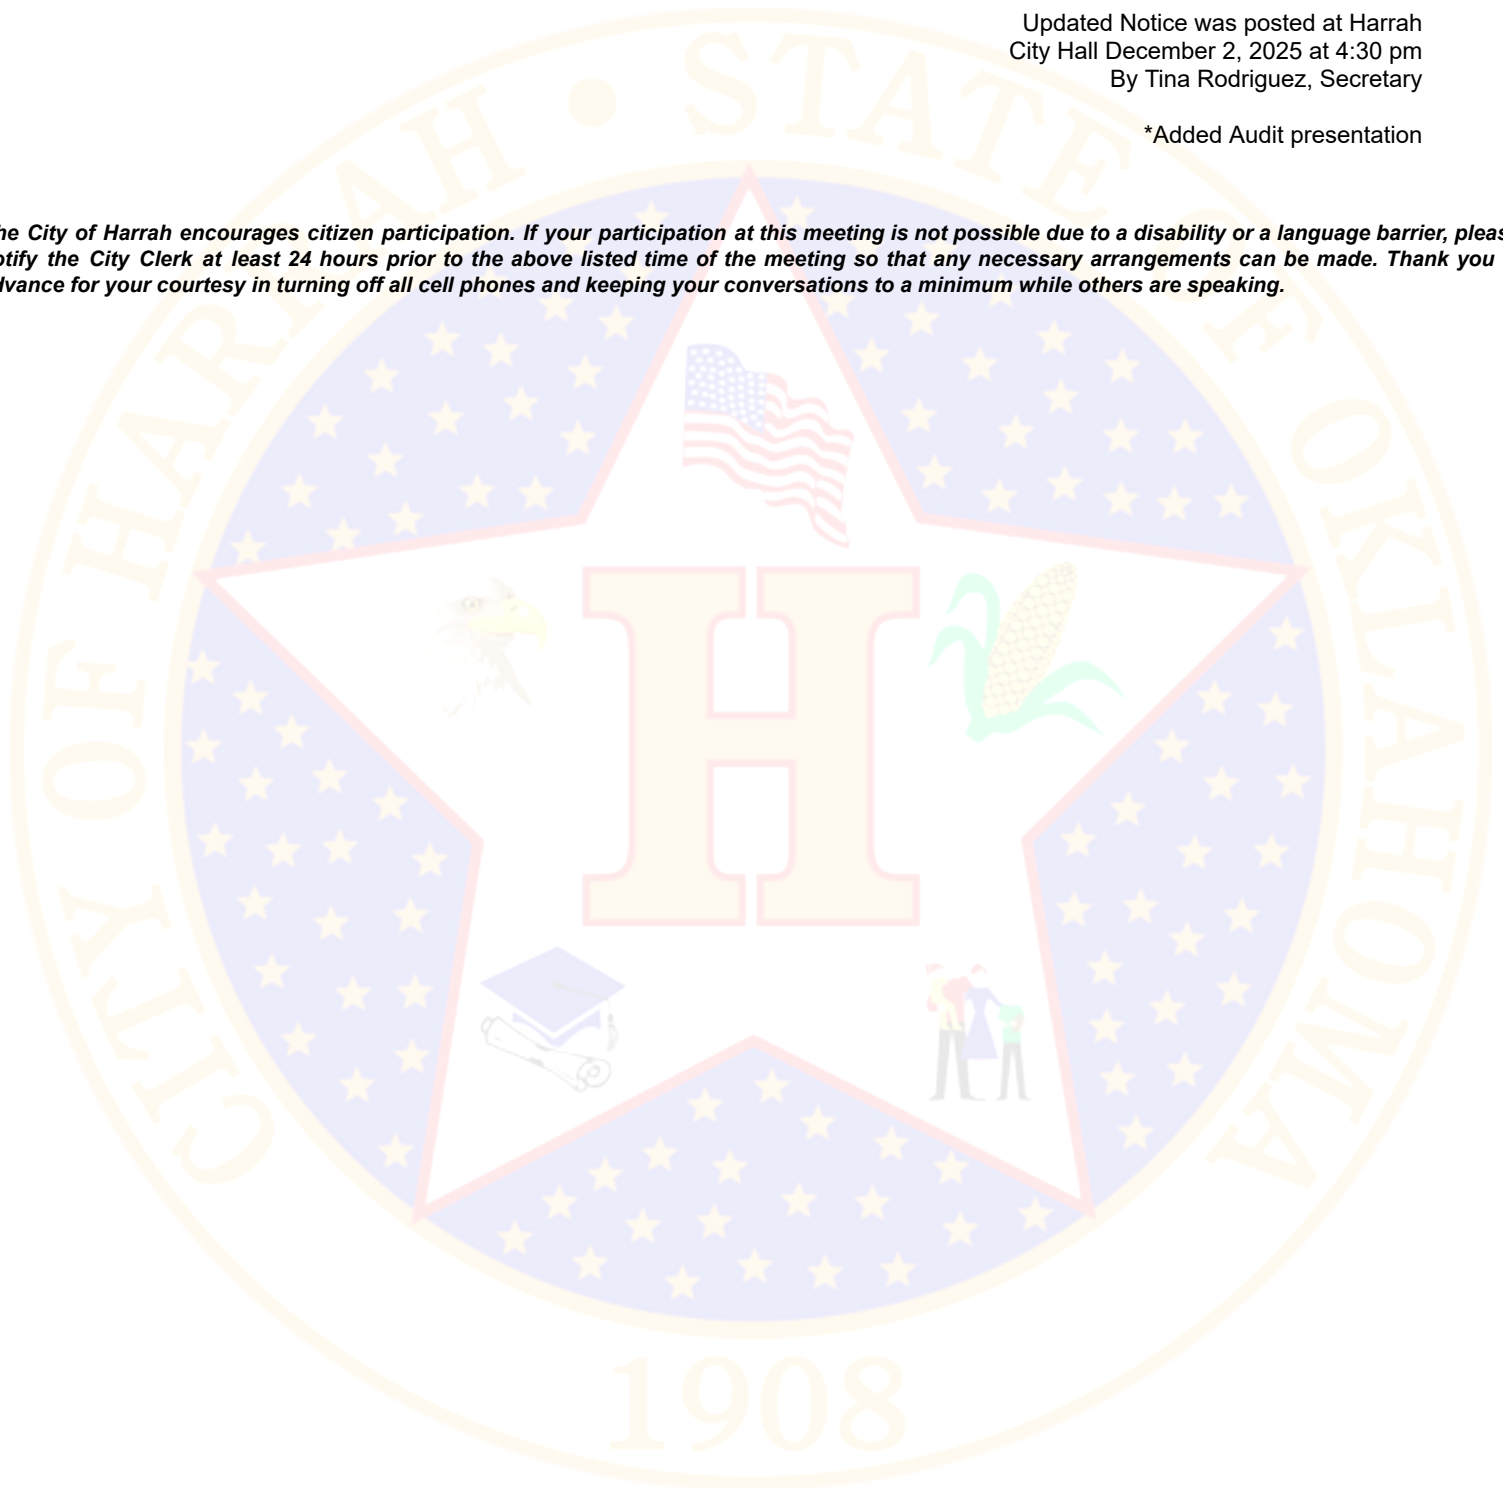 Updated Notice was posted at Harrah
City Hall December 2, 2025 at 4:30 pm
By Tina Rodriguez, Secretary
*Added Audit presentation
he City of Harrah encourages citizen participation. If your participation at this meeting is not possible due to a disability or a language barrier, pleas
otify the City Clerk at least 24 hours prior to the above listed time of the meeting so that any necessary arrangements can be made. Thank you
dvance for your courtesy in turning off all cell phones and keeping your conversations to a minimum while others are speaking.
CITY OF HARRAH • STATE OF OKLAHOMA
H
1908